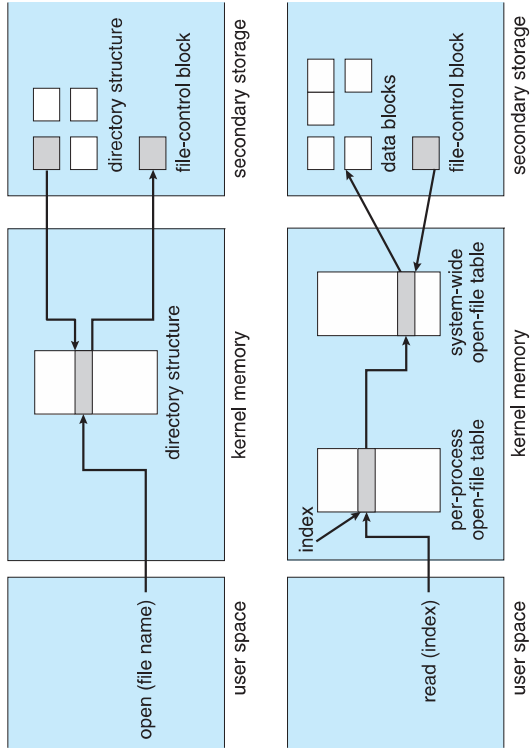 open (file name)
directory structure
directory structure
file-control block
user space
kernel memory
secondary storage
index
read (index)
per-process
open-file table
system-wide
open-file table
data blocks
file-control block
user space
kernel memory
secondary storage